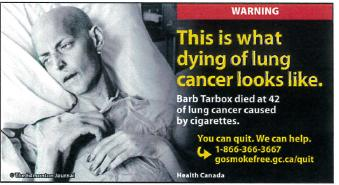 WARNING
This is what
dying of lung
cancer looks like.
Barb Tarbox died at 42
of lung cancer caused
by cigarettes.
You can quit. We can help.
1-866-366-3667
gosmokefree.gc.ca/quit
© The Edmonton Journal
Health Canada